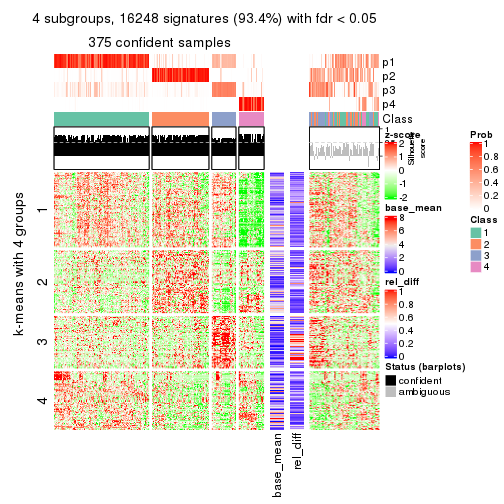 4 subgroups, 16248 signatures (93.4%) with fdr < 0.05
375 confident samples
p1
p2
p3
p4
Class
1
Silhouette
score
k-means with 4 groups
1
2
3
4
base_mean
rel_diff
z-score
2
1
0
-1
-2
base_mean
8
6
4
2
0
rel_diff
1
0.8
0.6
0.4
0.2
0
Status (barplots)
confident
ambiguous
Prob
1
0.8
0.6
0.4
0.2
0
Class
1
2
3
4